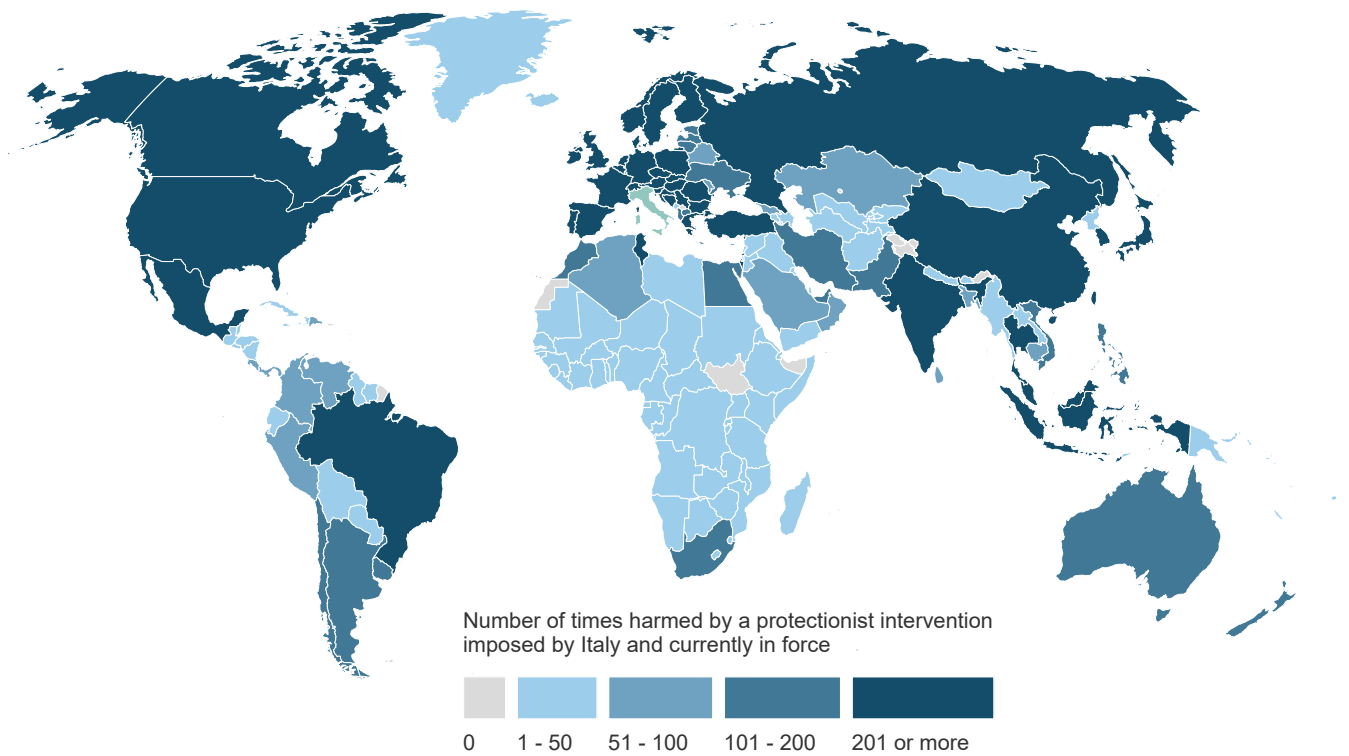 Number of times harmed by a protectionist intervention
imposed by Italy and currently in force
0 1 - 50 51 - 100 101 - 200 201 or more